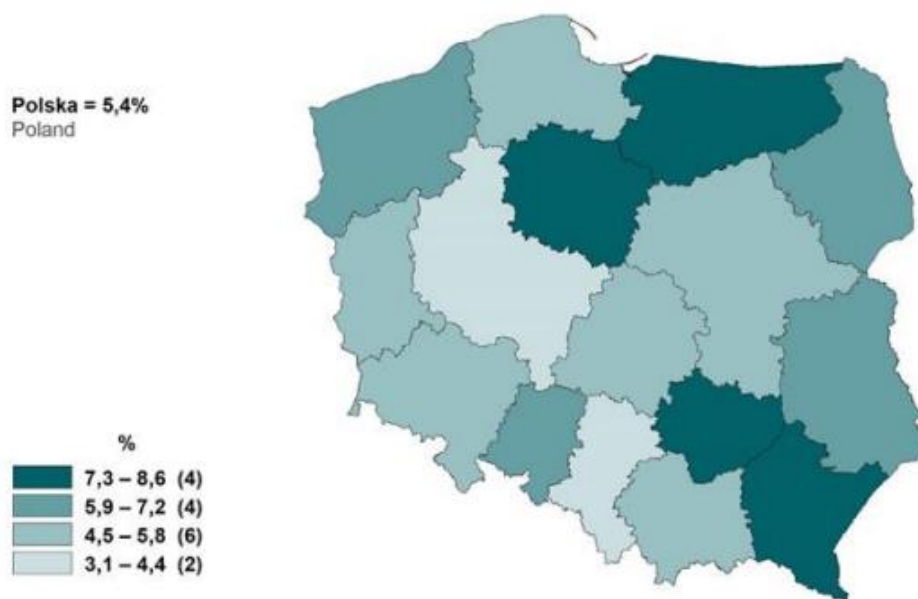 Polska = 5,4%
Poland
%
7,3 – 8,6 (4)
5,9 – 7,2 (4)
4,5 – 5,8 (6)
3,1 – 4,4 (2)